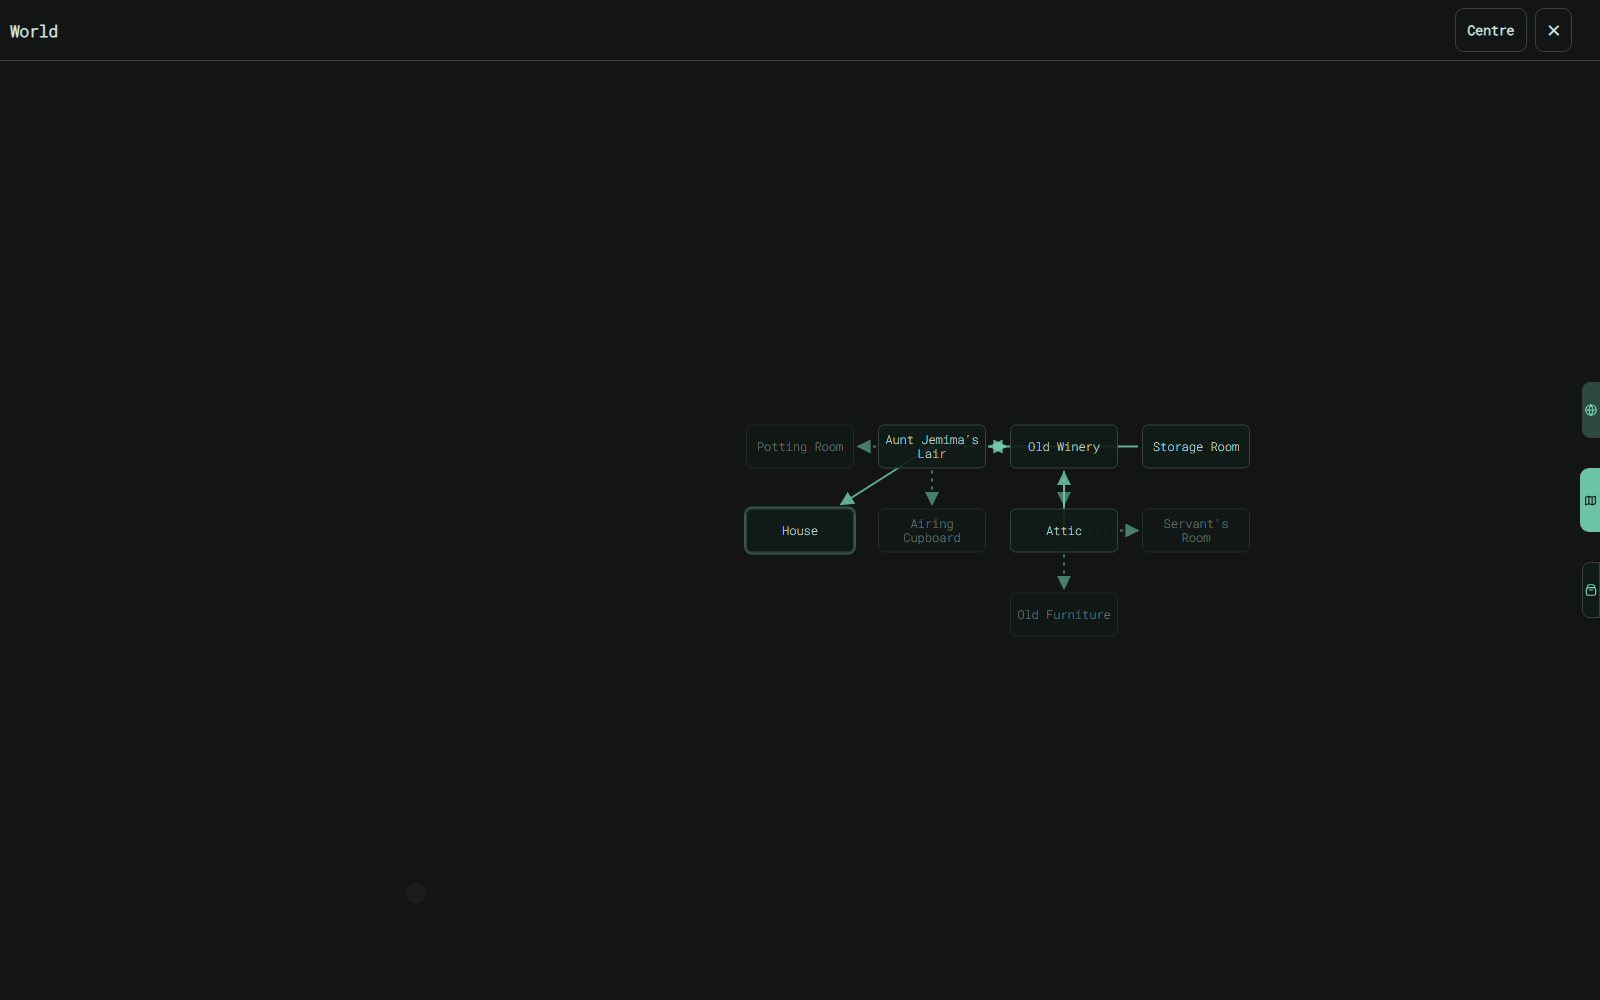 World
Centre
Potting Room
Aunt Jemima's
Lair
Old Winery
Storage Room
House
Airing
Cupboard
Attic
Servant's
Room
Old Furniture